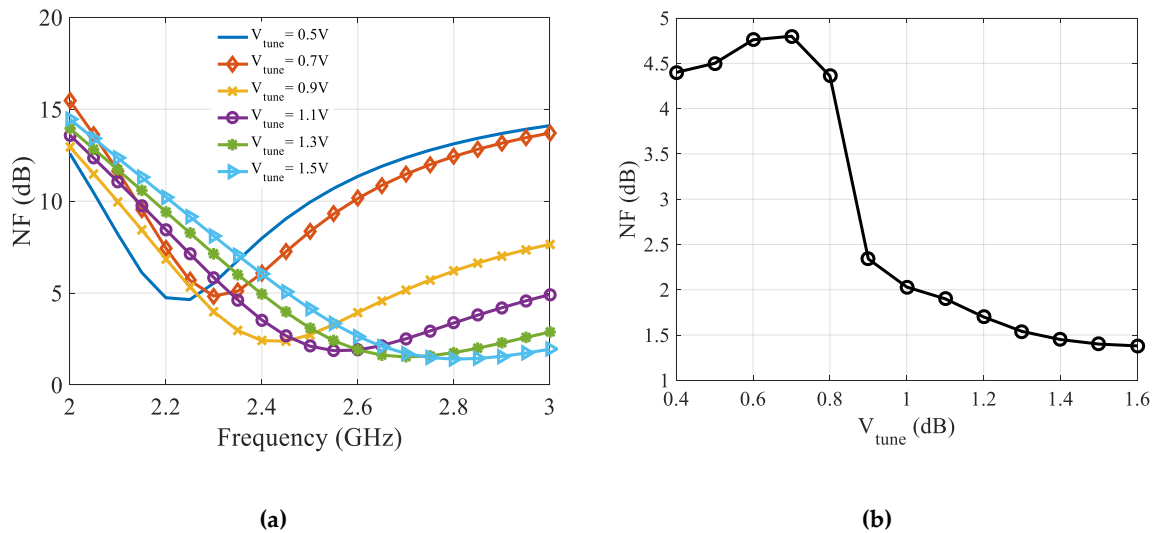 20
15
10
5
0
NF (dB)
V_tune= 0.5V
V_tune= 0.7V
V_tune= 0.9V
V_tune= 1.1V
V_tune= 1.3V
V_tune= 1.5V
2 2.2 2.4 2.6 2.8 3
Frequency (GHz)
(a)
5
4.5
4
3.5
3
2.5
2
1.5
1
NF (dB)
0.4 0.6 0.8 1 1.2 1.4 1.6
V_tune (dB)
(b)